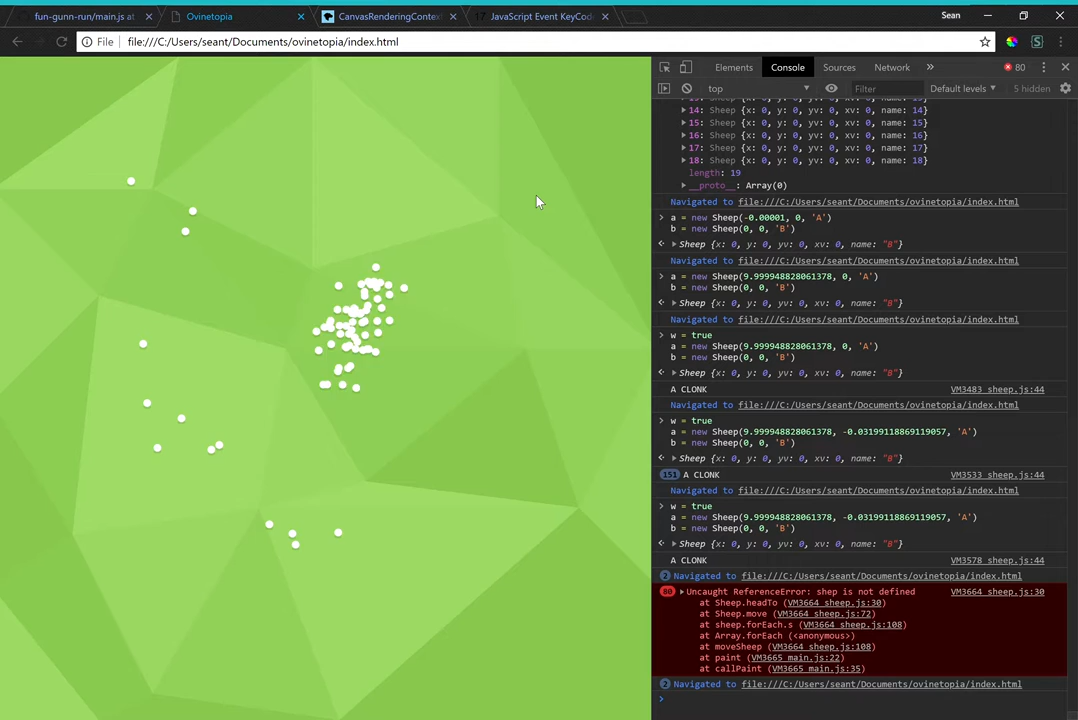 fun-gunn-run/main.js at
Ovinetopia
CanvasRenderingContext
JavaScript Event KeyCode
Sean
File file:///C:/Users/seant/Documents/ovinetopia/index.html
Elements Console Sources Network » 80
top Filter Default levels 5 hidden
14: Sheep {x: 0, y: 0, yv: 0, xv: 0, name: 14}
15: Sheep {x: 0, y: 0, yv: 0, xv: 0, name: 15}
16: Sheep {x: 0, y: 0, yv: 0, xv: 0, name: 16}
17: Sheep {x: 0, y: 0, yv: 0, xv: 0, name: 17}
18: Sheep {x: 0, y: 0, yv: 0, xv: 0, name: 18}
length: 19
__proto__: Array(0)
Navigated to file:///C:/Users/seant/Documents/ovinetopia/index.html
a = new Sheep(-0.00001, 0, 'A')
b = new Sheep(0, 0, 'B')
Sheep {x: 0, y: 0, yv: 0, xv: 0, name: "B"}
Navigated to file:///C:/Users/seant/Documents/ovinetopia/index.html
a = new Sheep(9.999948828061378, 0, 'A')
b = new Sheep(0, 0, 'B')
Sheep {x: 0, y: 0, yv: 0, xv: 0, name: "B"}
Navigated to file:///C:/Users/seant/Documents/ovinetopia/index.html
w = true
a = new Sheep(9.999948828061378, 0, 'A')
b = new Sheep(0, 0, 'B')
Sheep {x: 0, y: 0, yv: 0, xv: 0, name: "B"}
A CLONK VM3483 sheep.js:44
Navigated to file:///C:/Users/seant/Documents/ovinetopia/index.html
w = true
a = new Sheep(9.999948828061378, -0.03199118869119057, 'A')
b = new Sheep(0, 0, 'B')
Sheep {x: 0, y: 0, yv: 0, xv: 0, name: "B"}
151 A CLONK VM3533 sheep.js:44
Navigated to file:///C:/Users/seant/Documents/ovinetopia/index.html
w = true
a = new Sheep(9.999948828061378, -0.03199118869119057, 'A')
b = new Sheep(0, 0, 'B')
Sheep {x: 0, y: 0, yv: 0, xv: 0, name: "B"}
A CLONK VM3578 sheep.js:44
2 Navigated to file:///C:/Users/seant/Documents/ovinetopia/index.html
80 Uncaught ReferenceError: shep is not defined VM3664 sheep.js:30
at Sheep.headTo (VM3664 sheep.js:30)
at Sheep.move (VM3664 sheep.js:72)
at sheep.forEach.s (VM3664 sheep.js:108)
at Array.forEach (<anonymous>)
at moveSheep (VM3664 sheep.js:108)
at paint (VM3665 main.js:22)
at callPaint (VM3665 main.js:35)
2 Navigated to file:///C:/Users/seant/Documents/ovinetopia/index.html